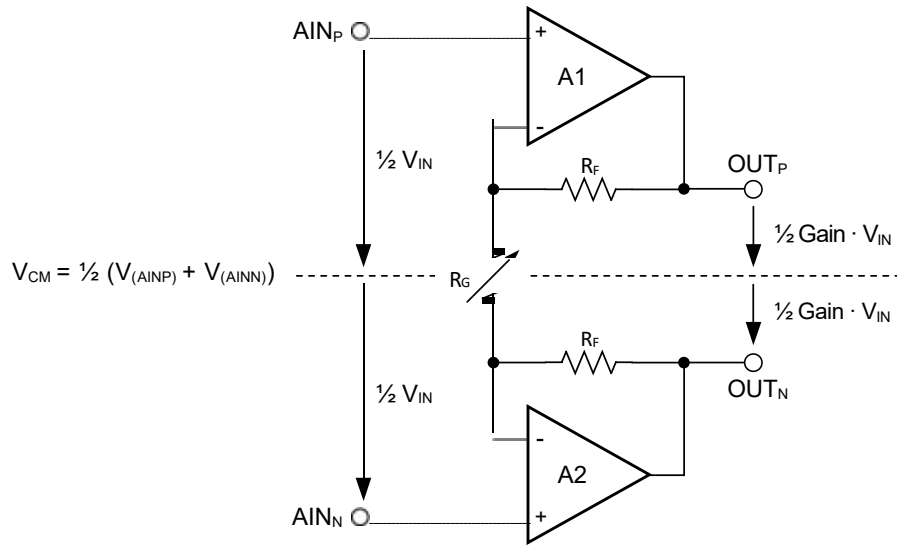 AINP
+
A1
-
½ VIN
RF
OUTP
½ Gain · VIN
VCM = ½ (V(AINP) + V(AINN))
RG
½ Gain · VIN
RF
OUTN
½ VIN
-
A2
AINN
+